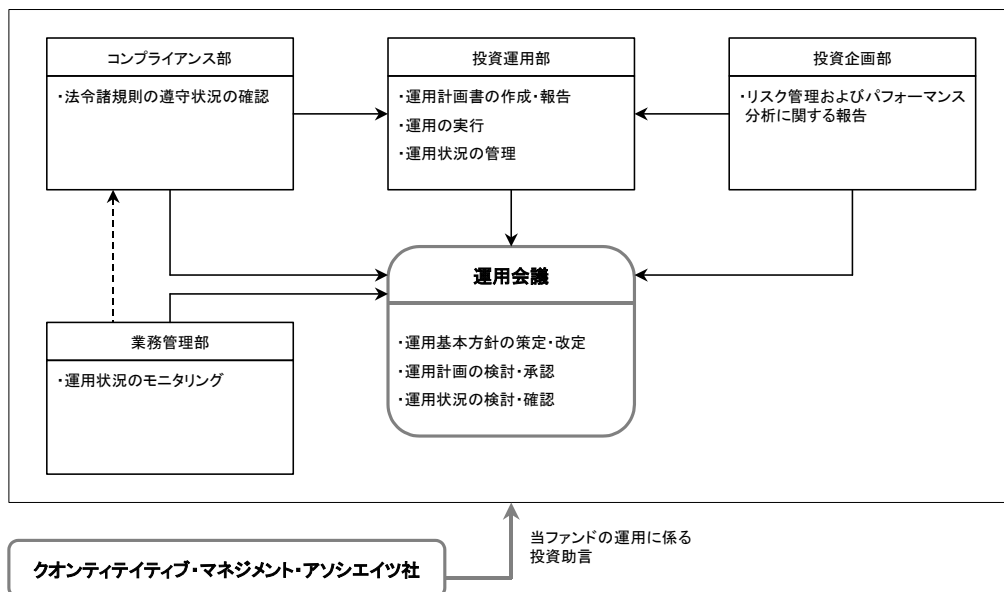 コンプライアンス部
・法令諸規則の遵守状況の確認
投資運用部
・運用計画書の作成・報告
・運用の実行
・運用状況の管理
投資企画部
・リスク管理およびパフォーマンス
分析に関する報告
運用会議
・運用基本方針の策定・改定
・運用計画の検討・承認
・運用状況の検討・確認
業務管理部
・運用状況のモニタリング
当ファンドの運用に係る
投資助言
クオンティテイティブ・マネジメント・アソシエイツ社